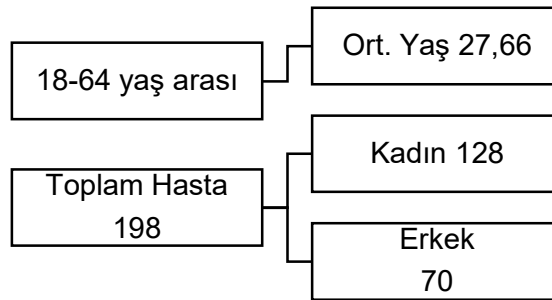 18-64 yaş arası
Ort. Yaş 27,66
Toplam Hasta
198
Kadın 128
Erkek
70